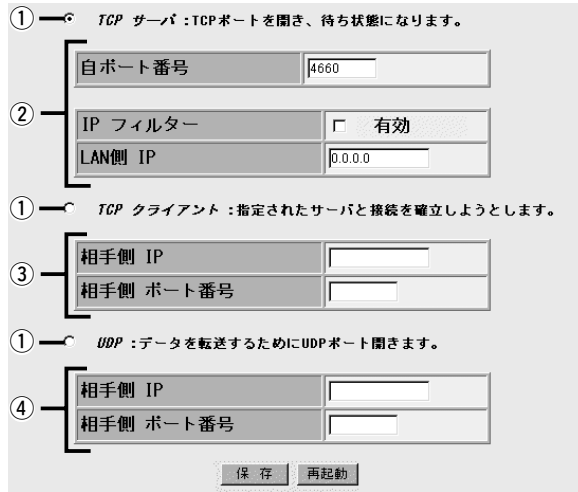 ① TCP サーバ :TCPポートを開き、待ち状態になります。
自ポート番号 4660
②
IP フィルター 有効
LAN側 IP 0.0.0.0
① TCP クライアント :指定されたサーバと接続を確立しようとします。
③
相手側 IP
相手側 ポート番号
① UDP :データを転送するためにUDPポート開きます。
④
相手側 IP
相手側 ポート番号
保 存 再起動